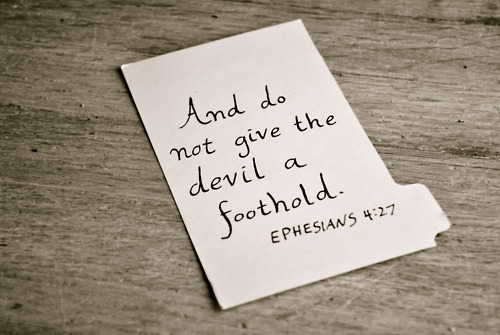 And do
not give the
devil a
foothold.
EPHESIANS 4:27